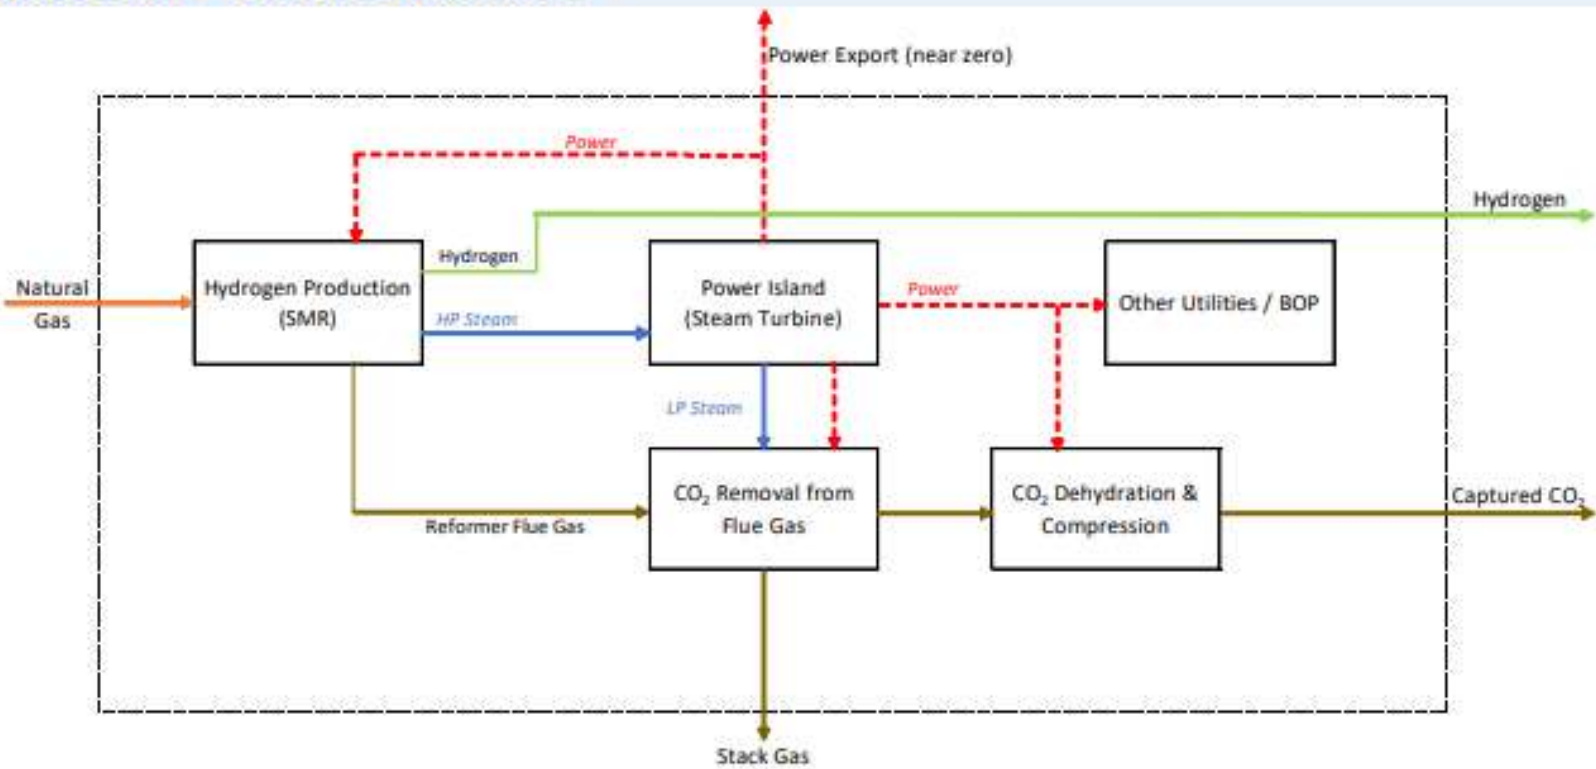 Power Export (near zero)
Power
Hydrogen
Hydrogen
Natural
Gas
Hydrogen Production
(SMR)
HP Steam
Power Island
(Steam Turbine)
Power
Other Utilities / BOP
LP Steam
CO₂ Removal from
Flue Gas
CO₂ Dehydration &
Compression
Captured CO₂
Reformer Flue Gas
Stack Gas